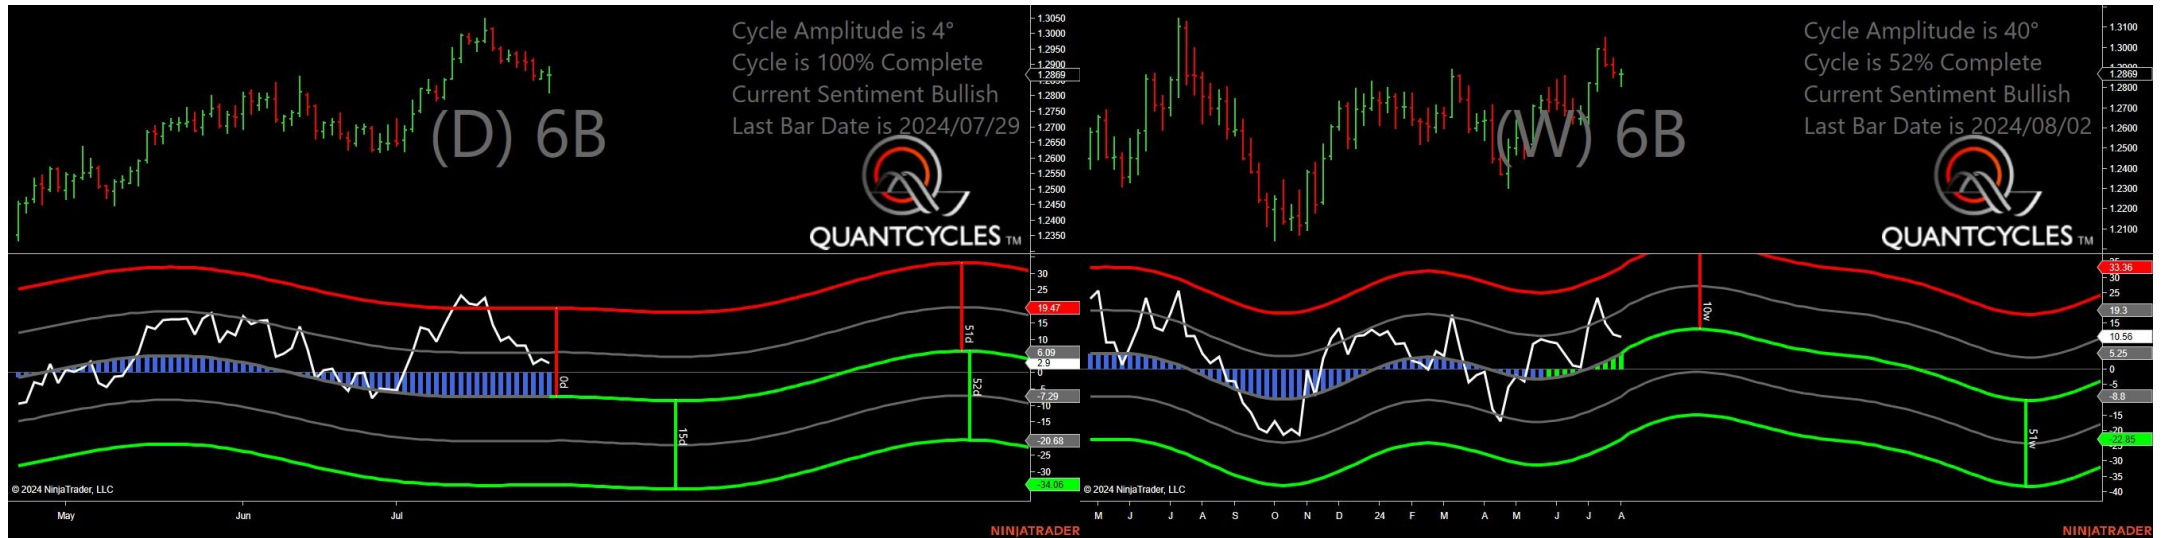 Cycle Amplitude is 4°
Cycle is 100% Complete
Current Sentiment Bullish
Last Bar Date is 2024/07/29
(D) 6B
QUANTCYCLES TM
1.3050
1.3000
1.2950
1.2900
1.2869
1.2800
1.2750
1.2700
1.2650
1.2600
1.2550
1.2500
1.2450
1.2400
1.2350
30
25
19.47
15
10
6.09
2.9
0
-7.29
-10
-15
-20.68
-25
-30
-34.06
0d
15d
51d
52d
© 2024 NinjaTrader, LLC
May Jun Jul
NINJATRADER
Cycle Amplitude is 40°
Cycle is 52% Complete
Current Sentiment Bullish
Last Bar Date is 2024/08/02
(W) 6B
QUANTCYCLES TM
1.3100
1.3000
1.2869
1.2800
1.2700
1.2600
1.2400
1.2300
1.2200
1.2100
33.36
30
25
19.3
15
10.56
5.25
0
-5
-8.8
-15
-22.85
-30
-35
-40
10w
51w
© 2024 NinjaTrader, LLC
M J J A S O N D 24 F M A M J J A
NINJATRADER